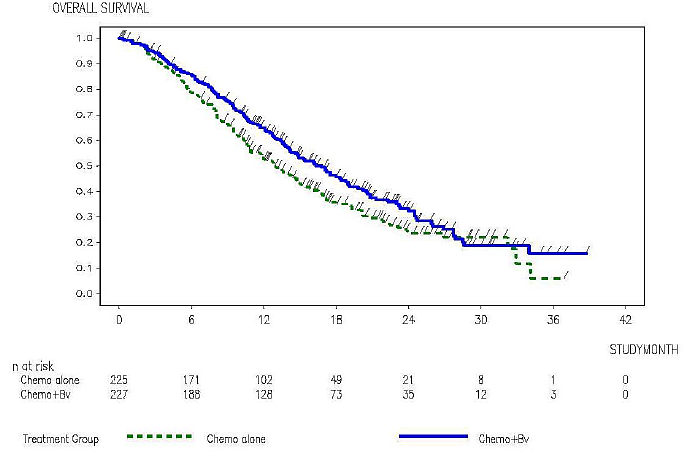 OVERALL SURVIVAL
1.0
0.9
0.8
0.7
0.6
0.5
0.4
0.3
0.2
0.1
0.0
0 6 12 18 24 30 36 42
STUDYMONTH
n at risk
Chemo alone 225 171 102 49 21 8 1 0
Chemo+Bv 227 188 128 73 35 12 3 0
Treatment Group Chemo alone Chemo+Bv